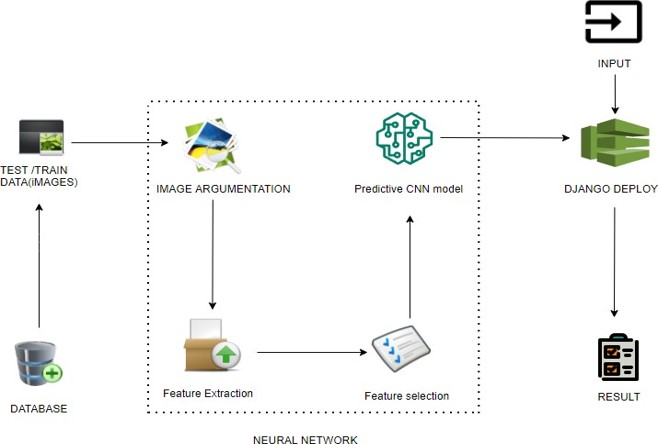 INPUT
TEST /TRAIN
DATA(iMAGES)
IMAGE ARGUMENTATION
Predictive CNN model
DJANGO DEPLOY
Feature Extraction
Feature selection
DATABASE
RESULT
NEURAL NETWORK